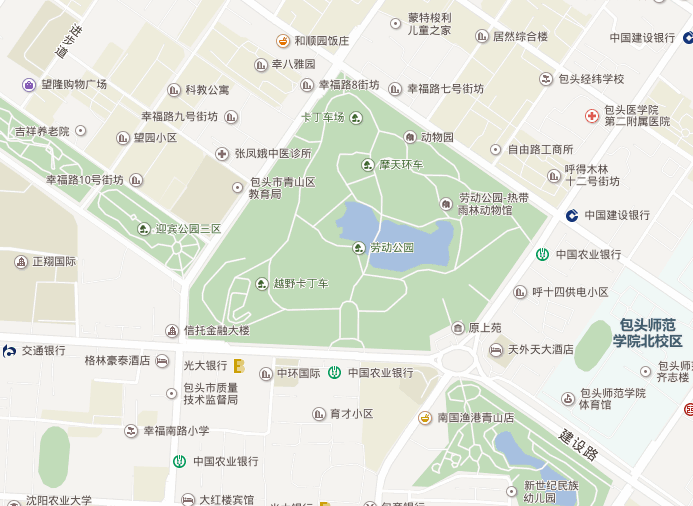 进步道
蒙特梭利
儿童之家
和顺园饭庄
居然综合楼
中国建设银行
幸八雅园
望隆购物广场
科教公寓
幸福路8街坊
幸福路七号街坊
包头经纬学校
幸福路九号街坊
卡丁车场
包头医学院
第二附属医院
吉祥养老院
望园小区
动物园
张凤娥中医诊所
自由路工商所
摩天环车
呼得木林
十二号街坊
幸福路10号街坊
包头市青山区
教育局
劳动公园-热带
雨林动物馆
中国建设银行
迎宾公园三区
劳动公园
中国农业银行
正翔国际
越野卡丁车
呼十四供电小区
信托金融大楼
原上苑
包头师范
学院北校区
交通银行
格林豪泰酒店
光大银行
中环国际
中国农业银行
天外天大酒店
包头师范
齐志楼
包头市质量
技术监督局
包头师范学院
体育馆
育才小区
南国渔港青山店
幸福南路小学
建设路
中国农业银行
新世纪民族
幼儿园
沈阳农业大学
大红楼宾馆
光大银行
包商银行